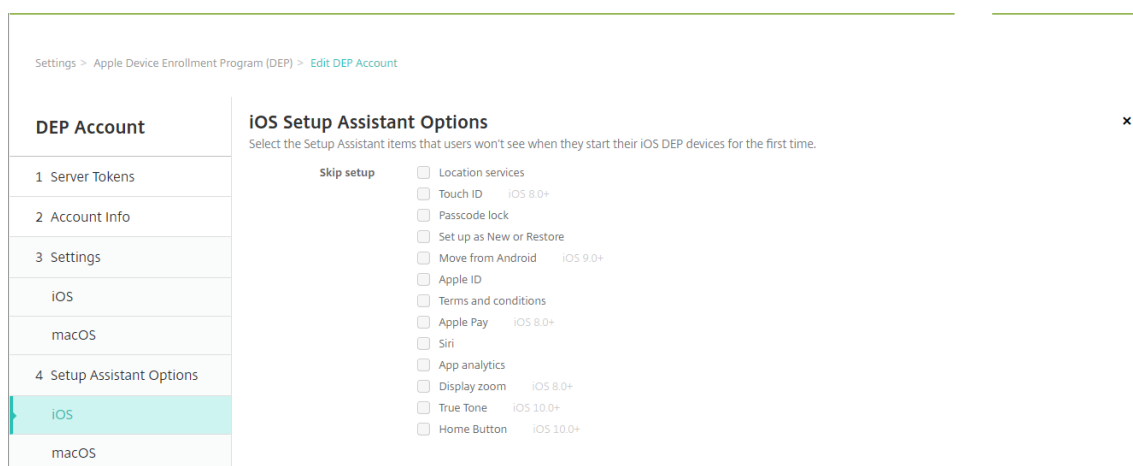 Settings > Apple Device Enrollment Program (DEP) > Edit DEP Account
DEP Account
1 Server Tokens
2 Account Info
3 Settings
iOS
macOS
4 Setup Assistant Options
iOS
macOS
iOS Setup Assistant Options
Select the Setup Assistant items that users won't see when they start their iOS DEP devices for the first time.
Skip setup
Location services
Touch ID iOS 8.0+
Passcode lock
Set up as New or Restore
Move from Android iOS 9.0+
Apple ID
Terms and conditions
Apple Pay iOS 8.0+
Siri
App analytics
Display zoom iOS 8.0+
True Tone iOS 10.0+
Home Button iOS 10.0+